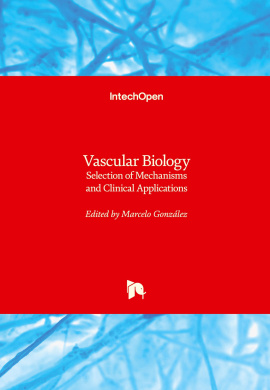 IntechOpen
Vascular Biology
Selection of Mechanisms
and Clinical Applications
Edited by Marcelo González